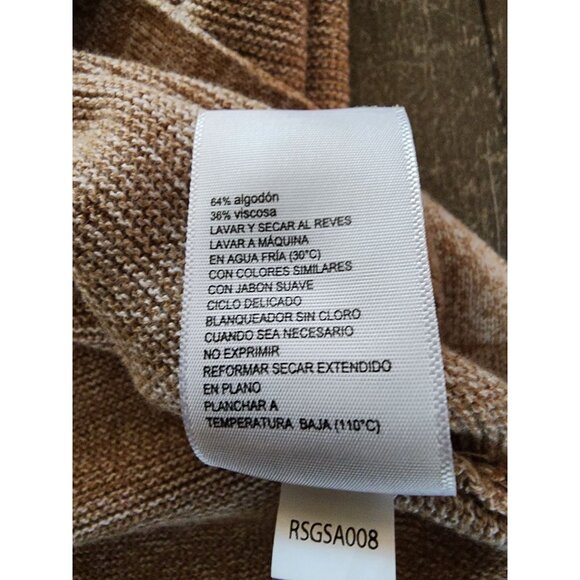 64% algodón
36% viscosa
LAVAR Y SECAR AL REVES
LAVAR A MÁQUINA
EN AGUA FRÍA (30°C)
CON COLORES SIMILARES
CON JABON SUAVE
CICLO DELICADO
BLANQUEADOR SIN CLORO
CUANDO SEA NECESARIO
NO EXPRIMIR
REFORMAR SECAR EXTENDIDO
EN PLANO
PLANCHAR A
TEMPERATURA BAJA (110°C)
RSGSA008